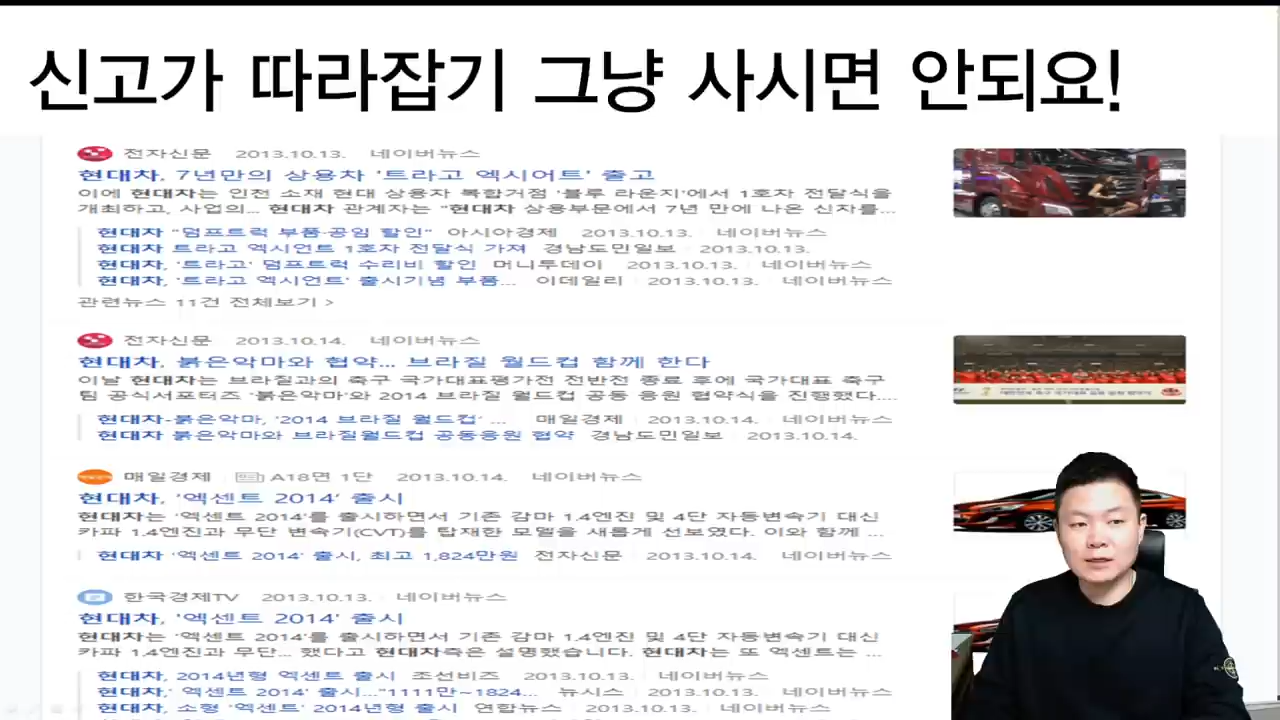 신고가 따라잡기 그냥 사시면 안되요!
전자신문 2013.10.13. 네이버뉴스
현대차, 7년만의 상용차 '트라고 엑시언트' 출고
이에 현대차는 인천 소재 현대 상용차 복합거점 '블루 라운지'에서 1호차 전달식을
개최하고, 사업의... 현대차 관계자는 "현대차 상용부문에서 7년 만에 나온 신차를...
현대차 "덤프트럭 부품·공임 할인" 아시아경제 2013.10.13. 네이버뉴스
현대차 트라고 엑시언트 1호차 전달식 가져 경남도민일보 2013.10.13.
현대차, '트라고' 덤프트럭 수리비 할인 머니투데이 2013.10.13. 네이버뉴스
현대차, '트라고 엑시언트' 출시기념 부품... 이데일리 2013.10.13. 네이버뉴스
관련뉴스 11건 전체보기 >
전자신문 2013.10.14. 네이버뉴스
현대차, 붉은악마와 협약... 브라질 월드컵 함께 한다
이날 현대차는 브라질과의 축구 국가대표평가전 전반전 종료 후에 국가대표 축구
팀 공식서포터즈 '붉은악마'와 2014 브라질 월드컵 공동 응원 협약식을 진행했다....
현대차-붉은악마, '2014 브라질 월드컵' ... 매일경제 2013.10.14. 네이버뉴스
현대차 붉은악마와 브라질월드컵 공동응원 협약 경남도민일보 2013.10.14.
매일경제 A18면 1단 2013.10.14. 네이버뉴스
현대차, '엑센트 2014' 출시
현대차는 '엑센트 2014'를 출시하면서 기존 감마 1.4엔진 및 4단 자동변속기 대신
카파 1.4엔진과 무단 변속기(CVT)를 탑재한 모델을 새롭게 선보였다. 이와 함께 ...
현대차 '엑센트 2014' 출시, 최고 1,824만원 전자신문 2013.10.14. 네이버뉴스
한국경제TV 2013.10.13. 네이버뉴스
현대차, '엑센트 2014' 출시
현대차는 '엑센트 2014'를 출시하면서 기존 감마 1.4엔진 및 4단 자동변속기 대신
카파 1.4엔진과 무단... 했다고 현대차측은 설명했습니다. 현대차는 또 엑센트는 ...
현대차, 2014년형 엑센트 출시 조선비즈 2013.10.13. 네이버뉴스
현대차,' 엑센트 2014' 출시..."1111만~1824... 뉴시스 2013.10.13. 네이버뉴스
현대차, 소형 '엑센트' 2014년형 출시 연합뉴스 2013.10.13. 네이버뉴스